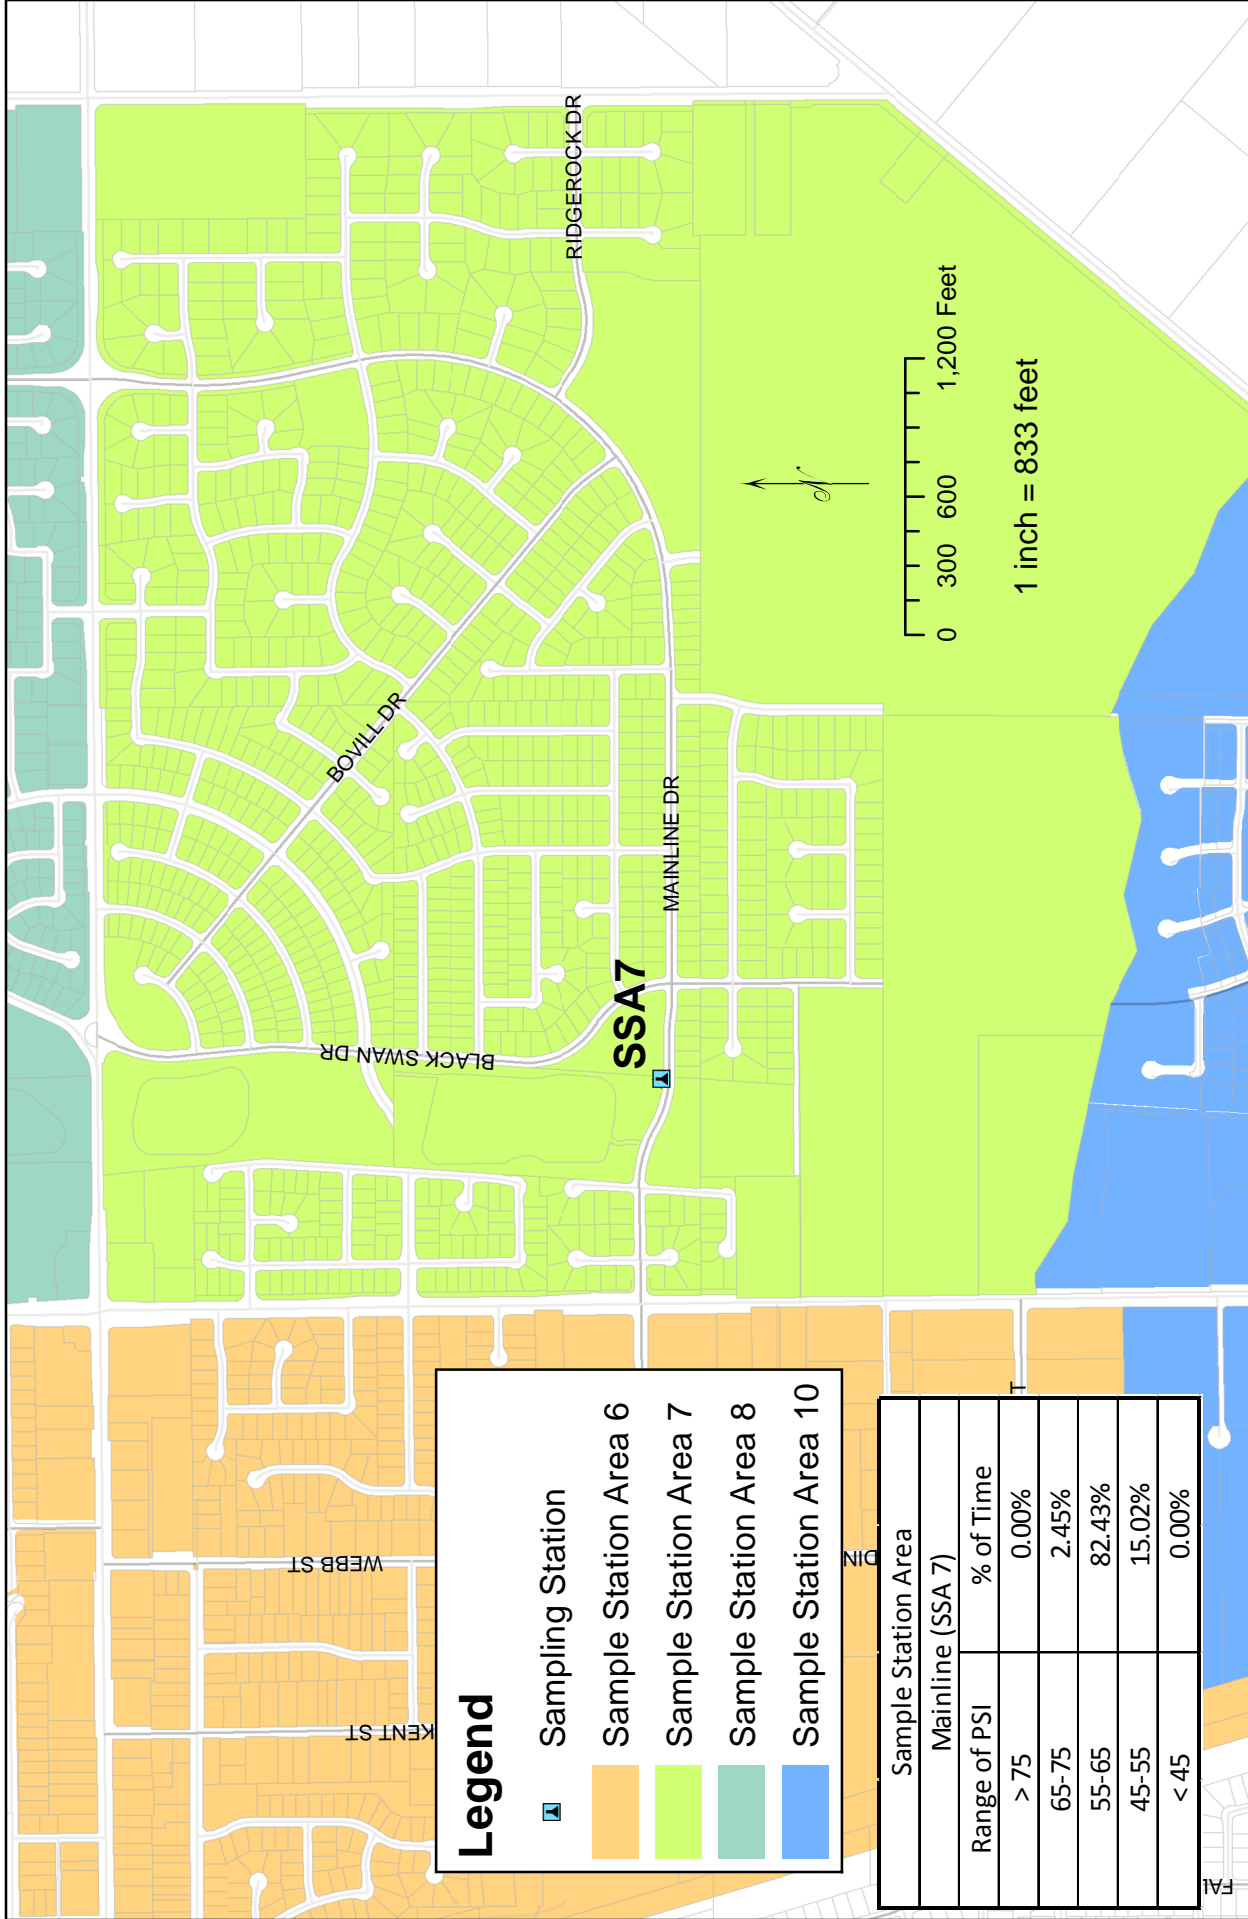 RIDGEROCK DR
BOVILL DR
MAINLINE DR
BLACK SWAN DR
SSA7
WEBB ST
KENT ST
DIN
T
FAI
N
0 300 600 1,200 Feet
1 inch = 833 feet
Legend
Sampling Station
Sample Station Area 6
Sample Station Area 7
Sample Station Area 8
Sample Station Area 10
Sample Station Area
Mainline (SSA 7)
Range of PSI % of Time
> 75 0.00%
65-75 2.45%
55-65 82.43%
45-55 15.02%
< 45 0.00%